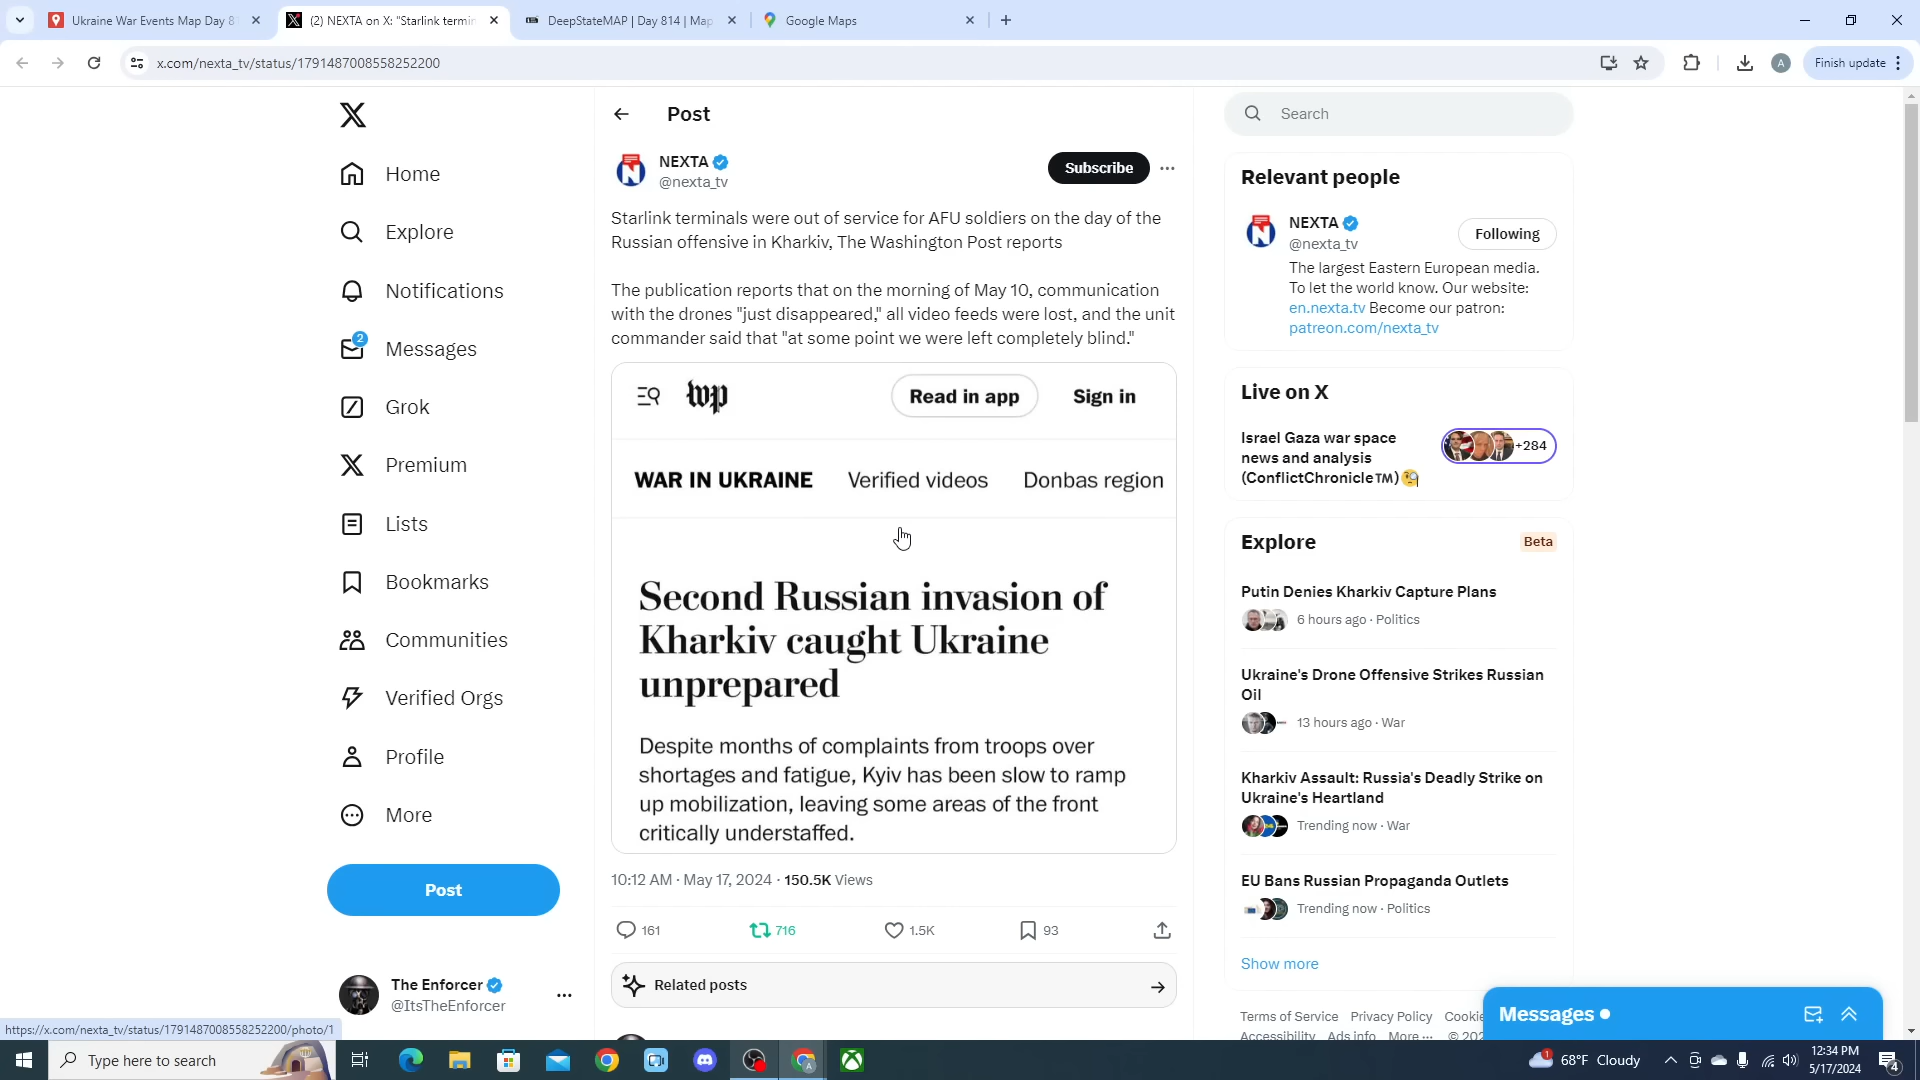 Ukraine War Events Map Day 8
(2) NEXTA on X: "Starlink termin
DeepStateMAP | Day 814 | Map
Google Maps
x.com/nexta_tv/status/1791487008558252200
A
Finish update
Home
Explore
Notifications
2
Messages
Grok
Premium
Lists
Bookmarks
Communities
Verified Orgs
Profile
More
Post
The Enforcer
@ItsTheEnforcer
https://x.com/nexta_tv/status/1791487008558252200/photo/1
Post
NEXTA
@nexta_tv
Subscribe
Starlink terminals were out of service for AFU soldiers on the day of the
Russian offensive in Kharkiv, The Washington Post reports
The publication reports that on the morning of May 10, communication
with the drones "just disappeared," all video feeds were lost, and the unit
commander said that "at some point we were left completely blind."
wp
Read in app
Sign in
WAR IN UKRAINE Verified videos Donbas region
Second Russian invasion of
Kharkiv caught Ukraine
unprepared
Despite months of complaints from troops over
shortages and fatigue, Kyiv has been slow to ramp
up mobilization, leaving some areas of the front
critically understaffed.
10:12 AM · May 17, 2024 · 150.5K Views
161 716 1.5K 93
Related posts
Search
Relevant people
NEXTA
@nexta_tv
Following
The largest Eastern European media.
To let the world know. Our website:
en.nexta.tv Become our patron:
patreon.com/nexta_tv
Live on X
Israel Gaza war space
news and analysis
(ConflictChronicle™)🧐
+284
Explore
Beta
Putin Denies Kharkiv Capture Plans
6 hours ago · Politics
Ukraine's Drone Offensive Strikes Russian
Oil
13 hours ago · War
Kharkiv Assault: Russia's Deadly Strike on
Ukraine's Heartland
Trending now · War
EU Bans Russian Propaganda Outlets
Trending now · Politics
Show more
Terms of Service Privacy Policy Cookie
Accessibility Ads info More ··· © 202
Messages
Type here to search
1
68°F Cloudy
12:34 PM
5/17/2024
4